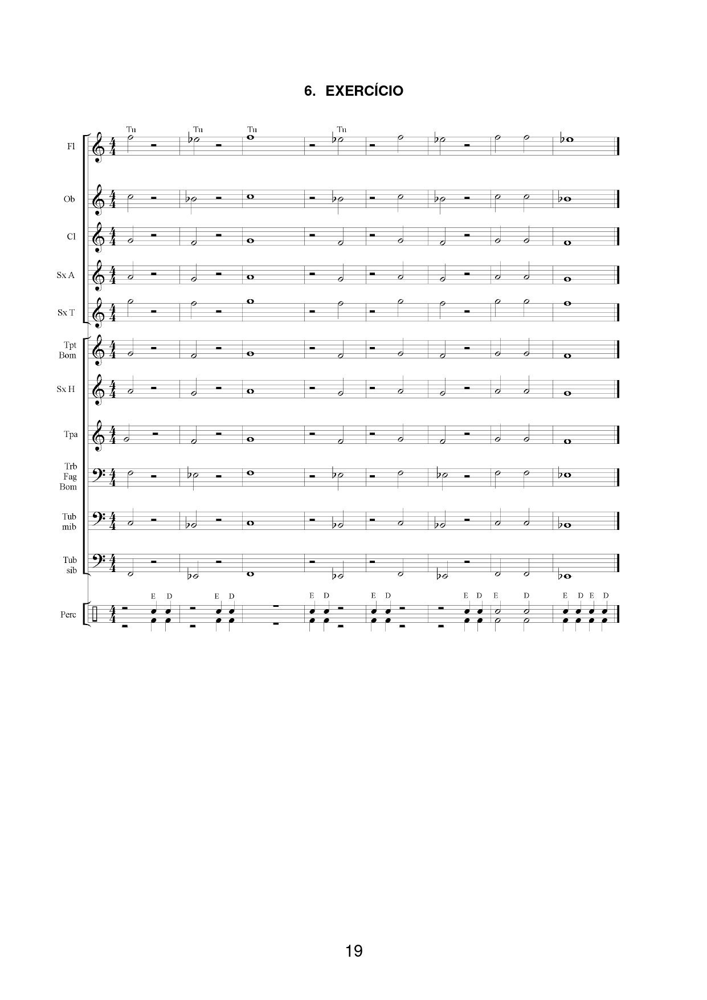 6. EXERCÍCIO
Tu Tu Tu Tu
Fl
Ob
Cl
Sx A
Sx T
Tpt
Bom
Sx H
Tpa
Trb
Fag
Bom
Tub
mib
Tub
sib
E D E D E D E D E D E D E D E D
Perc
19